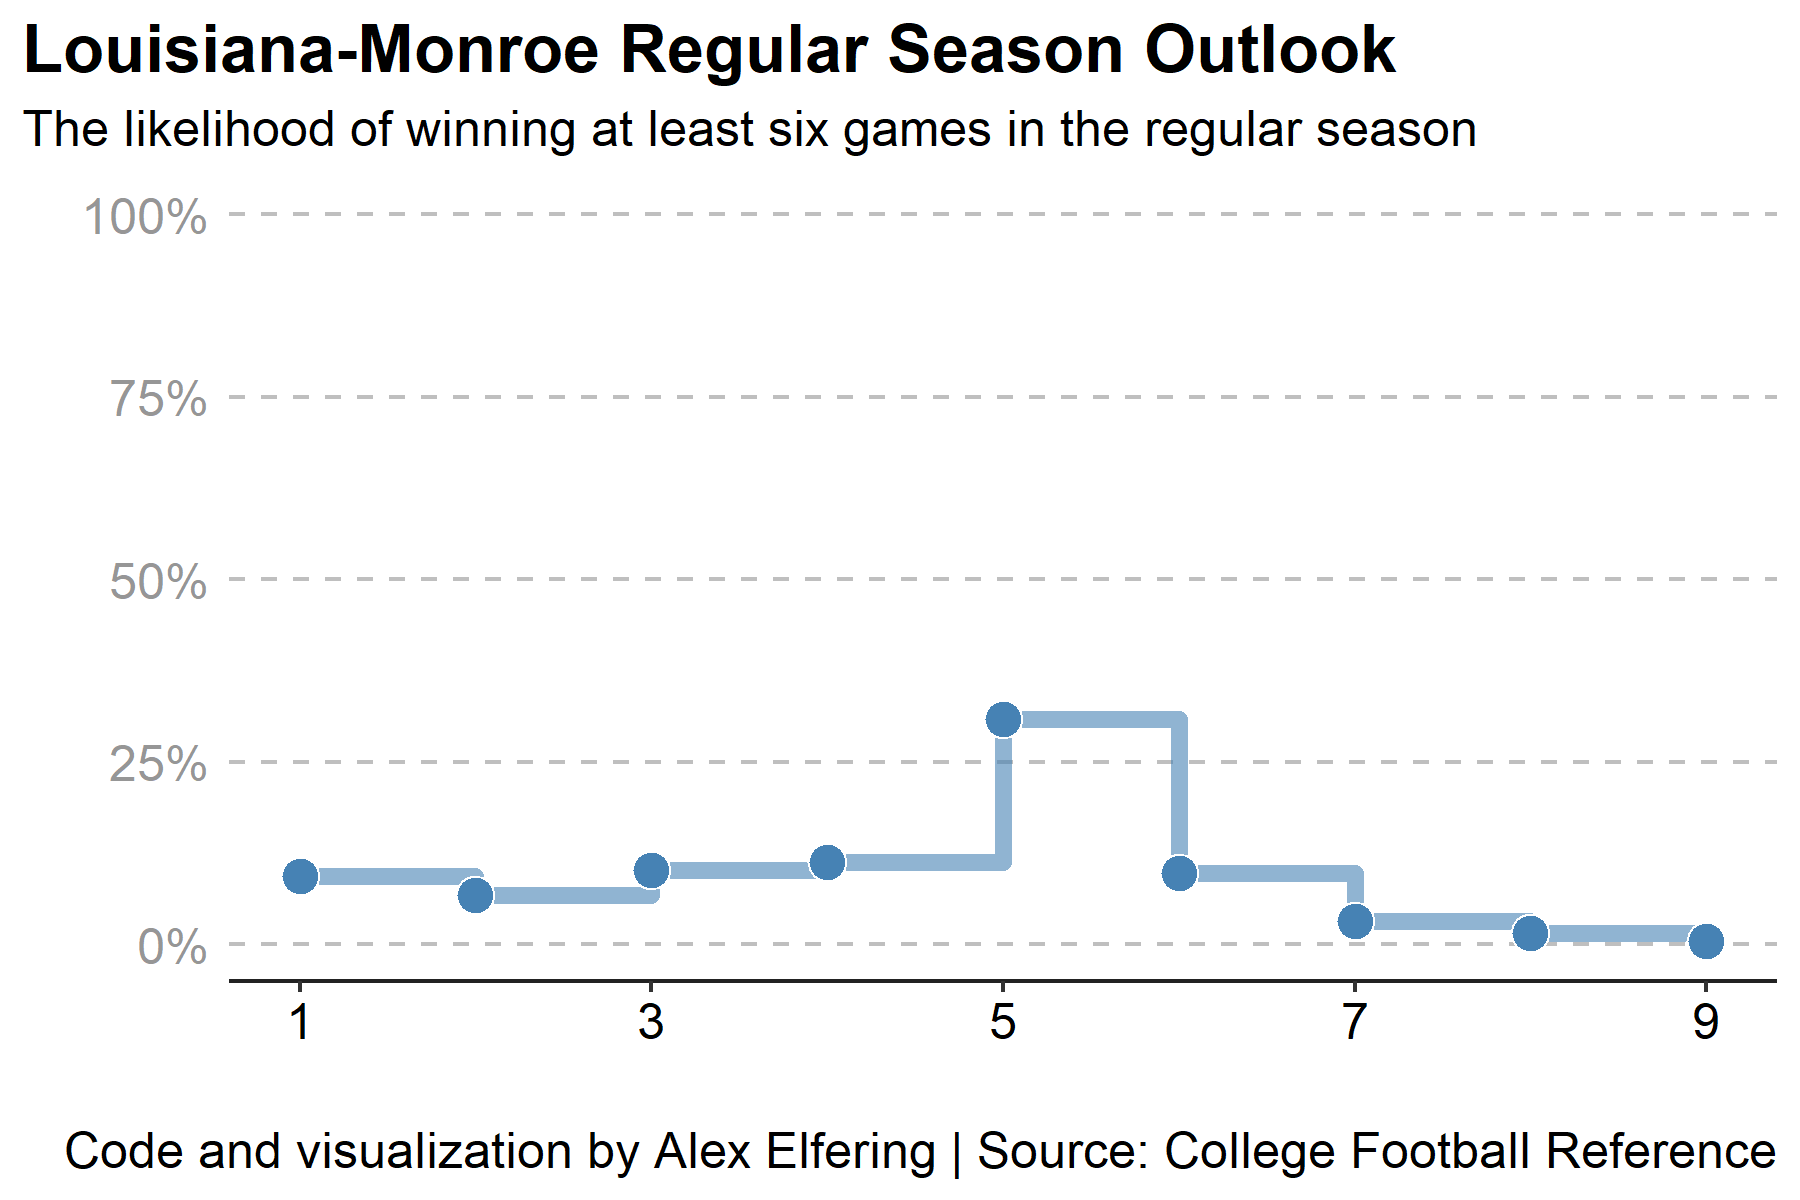 Louisiana-Monroe Regular Season Outlook
The likelihood of winning at least six games in the regular season
100%
75%
50%
25%
0%
1 3 5 7 9
Code and visualization by Alex Elfering | Source: College Football Reference